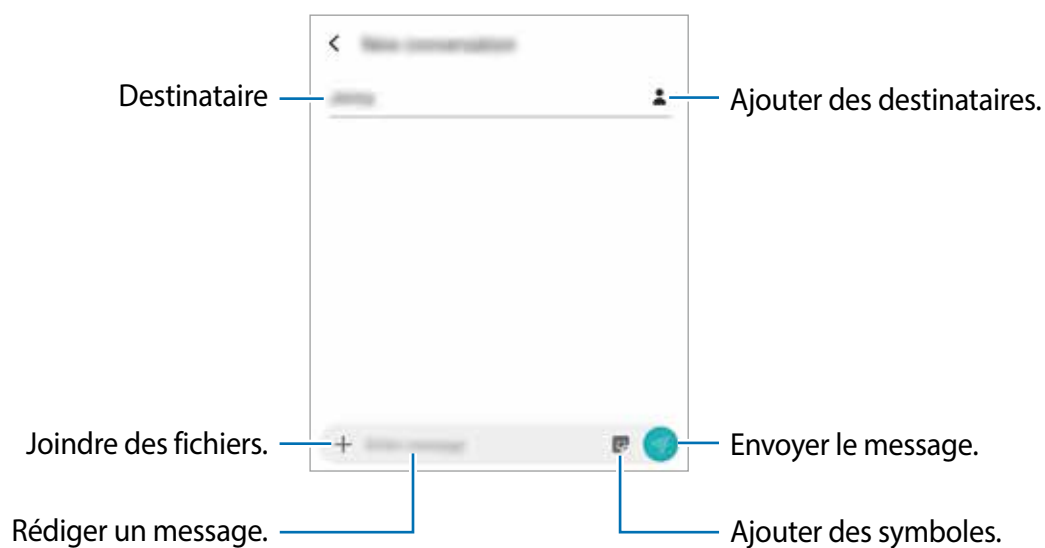 Destinataire
Ajouter des destinataires.
Joindre des fichiers.
Envoyer le message.
Rédiger un message.
Ajouter des symboles.